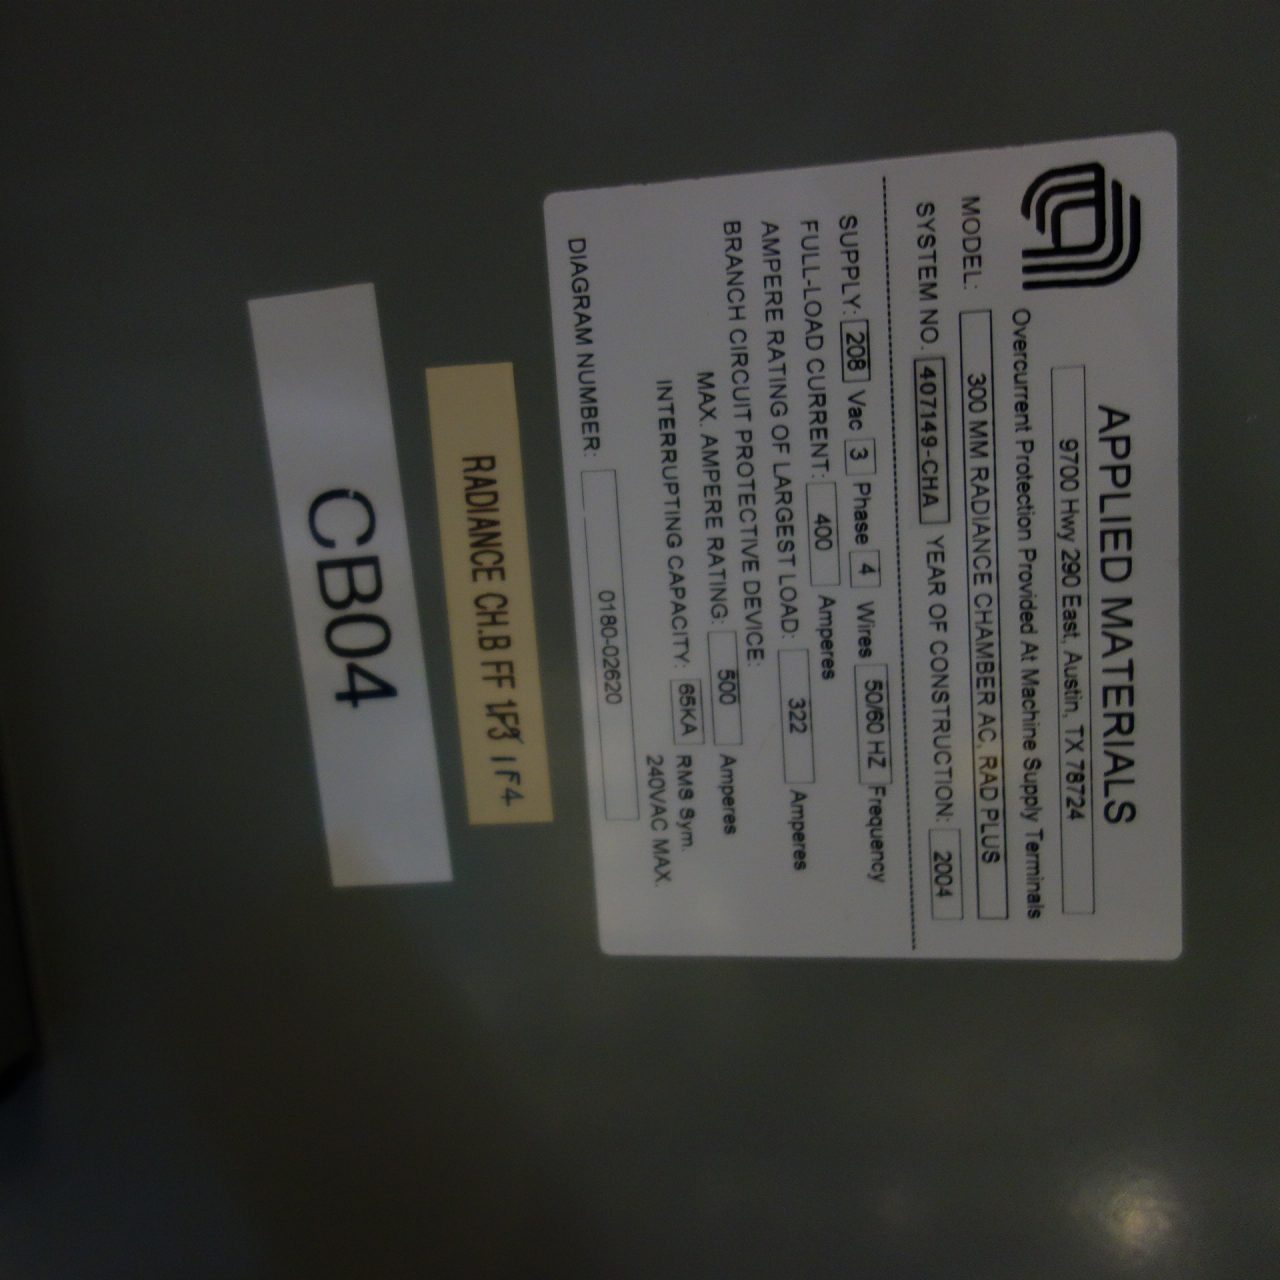 APPLIED MATERIALS
9700 Hwy 290 East, Austin, TX 78724
Overcurrent Protection Provided At Machine Supply Terminals
MODEL: 300 MM RADIANCE CHAMBER AC, RAD PLUS
SYSTEM NO. 407149-CHA YEAR OF CONSTRUCTION: 2004
SUPPLY: 208 Vac 3 Phase 4 Wires 50/60 HZ Frequency
FULL-LOAD CURRENT: 400 Amperes
AMPERE RATING OF LARGEST LOAD: 322 Amperes
BRANCH CIRCUIT PROTECTIVE DEVICE:
MAX. AMPERE RATING: 500 Amperes
INTERRUPTING CAPACITY: 65KA RMS Sym.
240VAC MAX.
DIAGRAM NUMBER: 0180-02620
RADIANCE CH.B FF 1F3 1F4
CB04